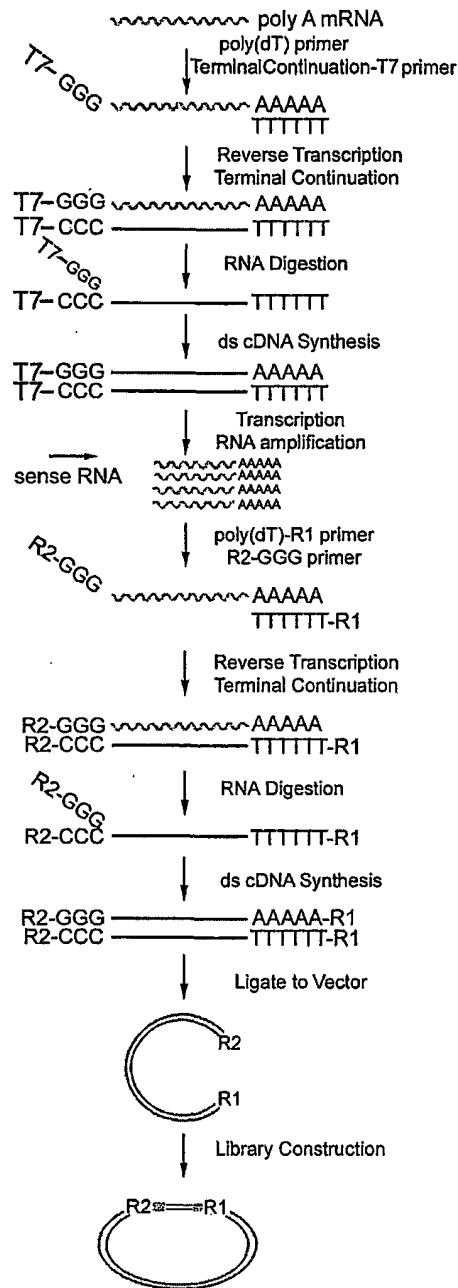 poly A mRNA
poly(dT) primer
TerminalContinuation-T7 primer
T7-GGG
AAAAA
TTTTTT
Reverse Transcription
Terminal Continuation
T7-GGG AAAAA
T7-CCC TTTTTT
T7-GGG
RNA Digestion
T7-CCC TTTTTT
ds cDNA Synthesis
T7-GGG AAAAA
T7-CCC TTTTTT
Transcription
RNA amplification
sense RNA
AAAAA
AAAAA
AAAAA
AAAAA
poly(dT)-R1 primer
R2-GGG primer
R2-GGG
AAAAA
TTTTTT-R1
Reverse Transcription
Terminal Continuation
R2-GGG AAAAA
R2-CCC TTTTTT-R1
RNA Digestion
R2-GGG
R2-CCC TTTTTT-R1
ds cDNA Synthesis
R2-GGG AAAAA-R1
R2-CCC TTTTTT-R1
Ligate to Vector
R2
R1
Library Construction
R2 R1